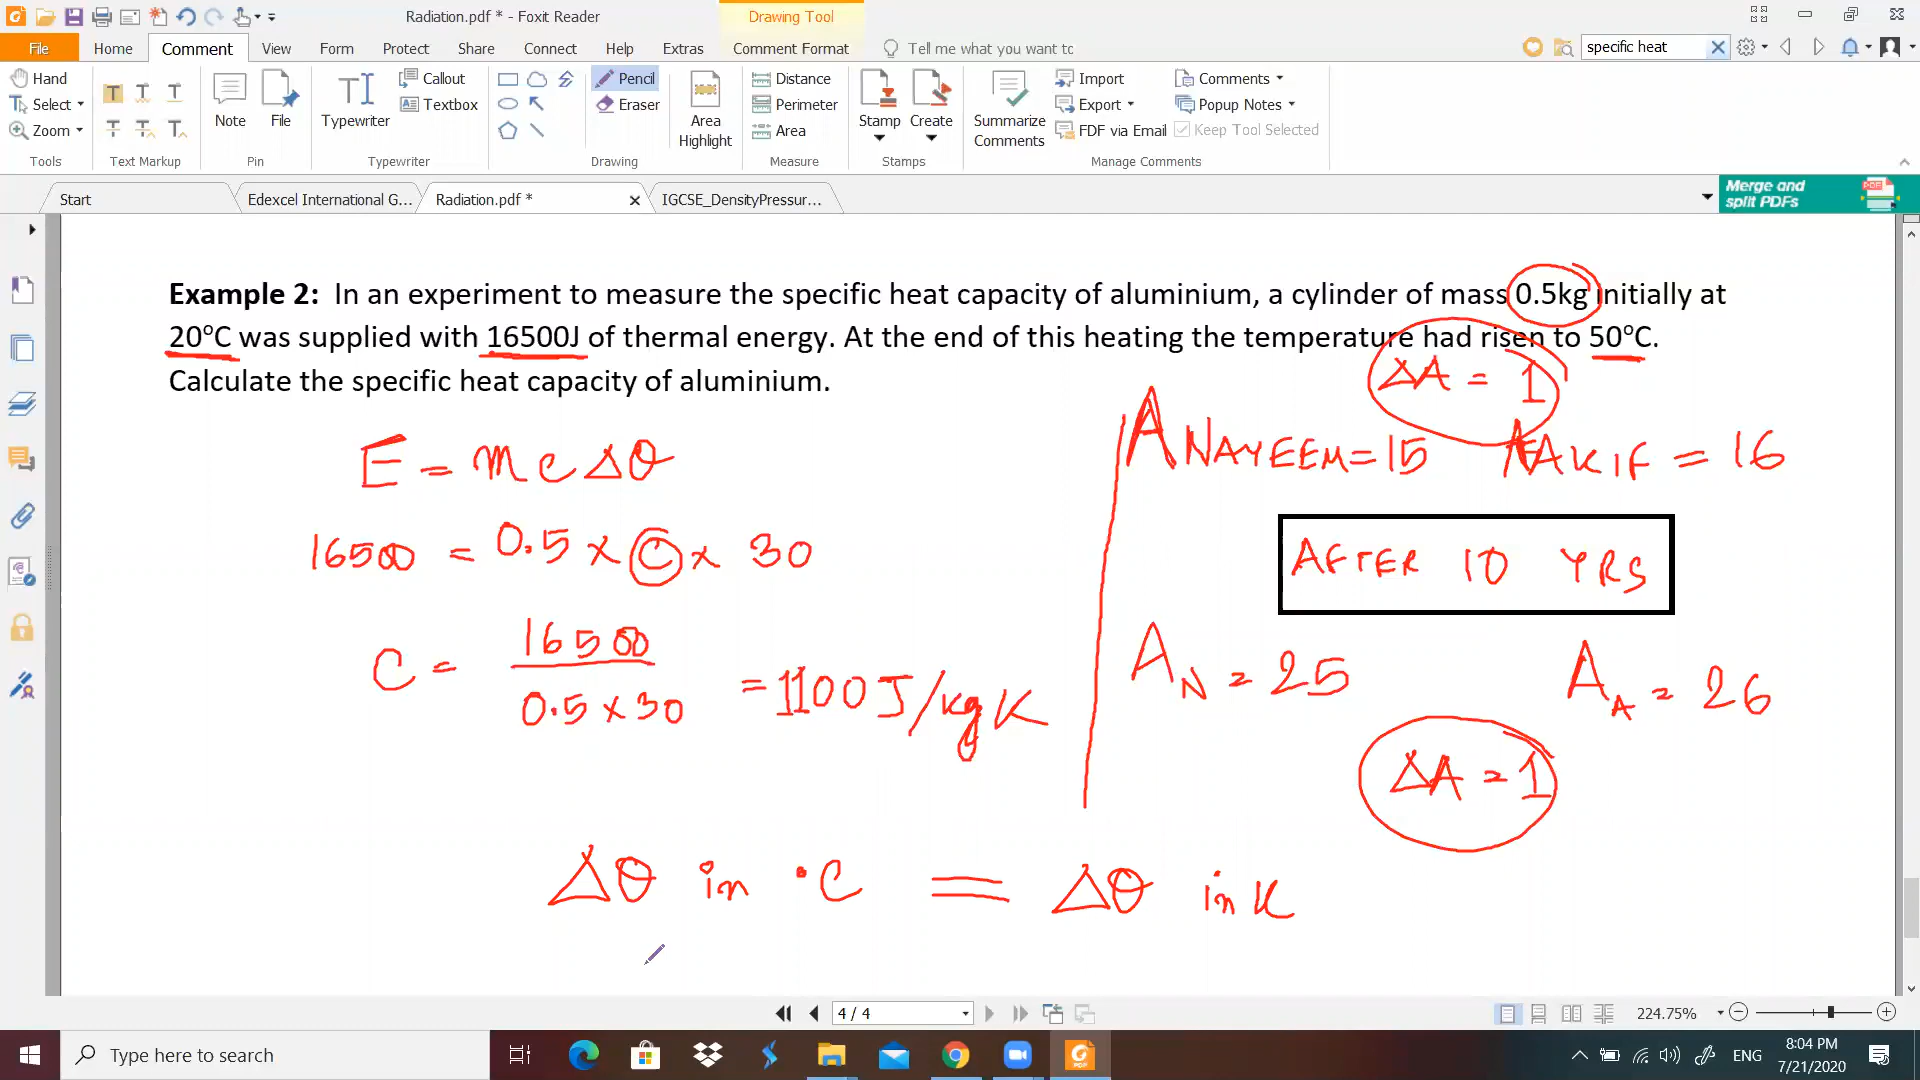 Radiation.pdf * - Foxit Reader
Drawing Tool
File Home Comment View Form Protect Share Connect Help Extras Comment Format Tell me what you want to
specific heat
Hand Select Zoom
Tools
Text Markup
Note File
Pin
Typewriter Callout Textbox
Typewriter
Pencil Eraser
Drawing
Area Highlight
Distance Perimeter Area
Measure
Stamp Create
Stamps
Summarize Comments Import Export FDF via Email Comments Popup Notes Keep Tool Selected
Manage Comments
Start Edexcel International G... Radiation.pdf * IGCSE_DensityPressur...
Merge and split PDFs
Example 2: In an experiment to measure the specific heat capacity of aluminium, a cylinder of mass 0.5kg initially at
20°C was supplied with 16500J of thermal energy. At the end of this heating the temperature had risen to 50°C.
Calculate the specific heat capacity of aluminium.
ΔA = 1
E = mcΔθ
A NAYEEM = 15 AAKIF = 16
16500 = 0.5 x C x 30
AFTER 10 YRS
C = 16500
0.5 x 30
= 1100 J/kg K
A N = 25 A A = 26
ΔA = 1
Δθ in °C = Δθ in K
4 / 4
224.75%
Type here to search
ENG
8:04 PM
7/21/2020